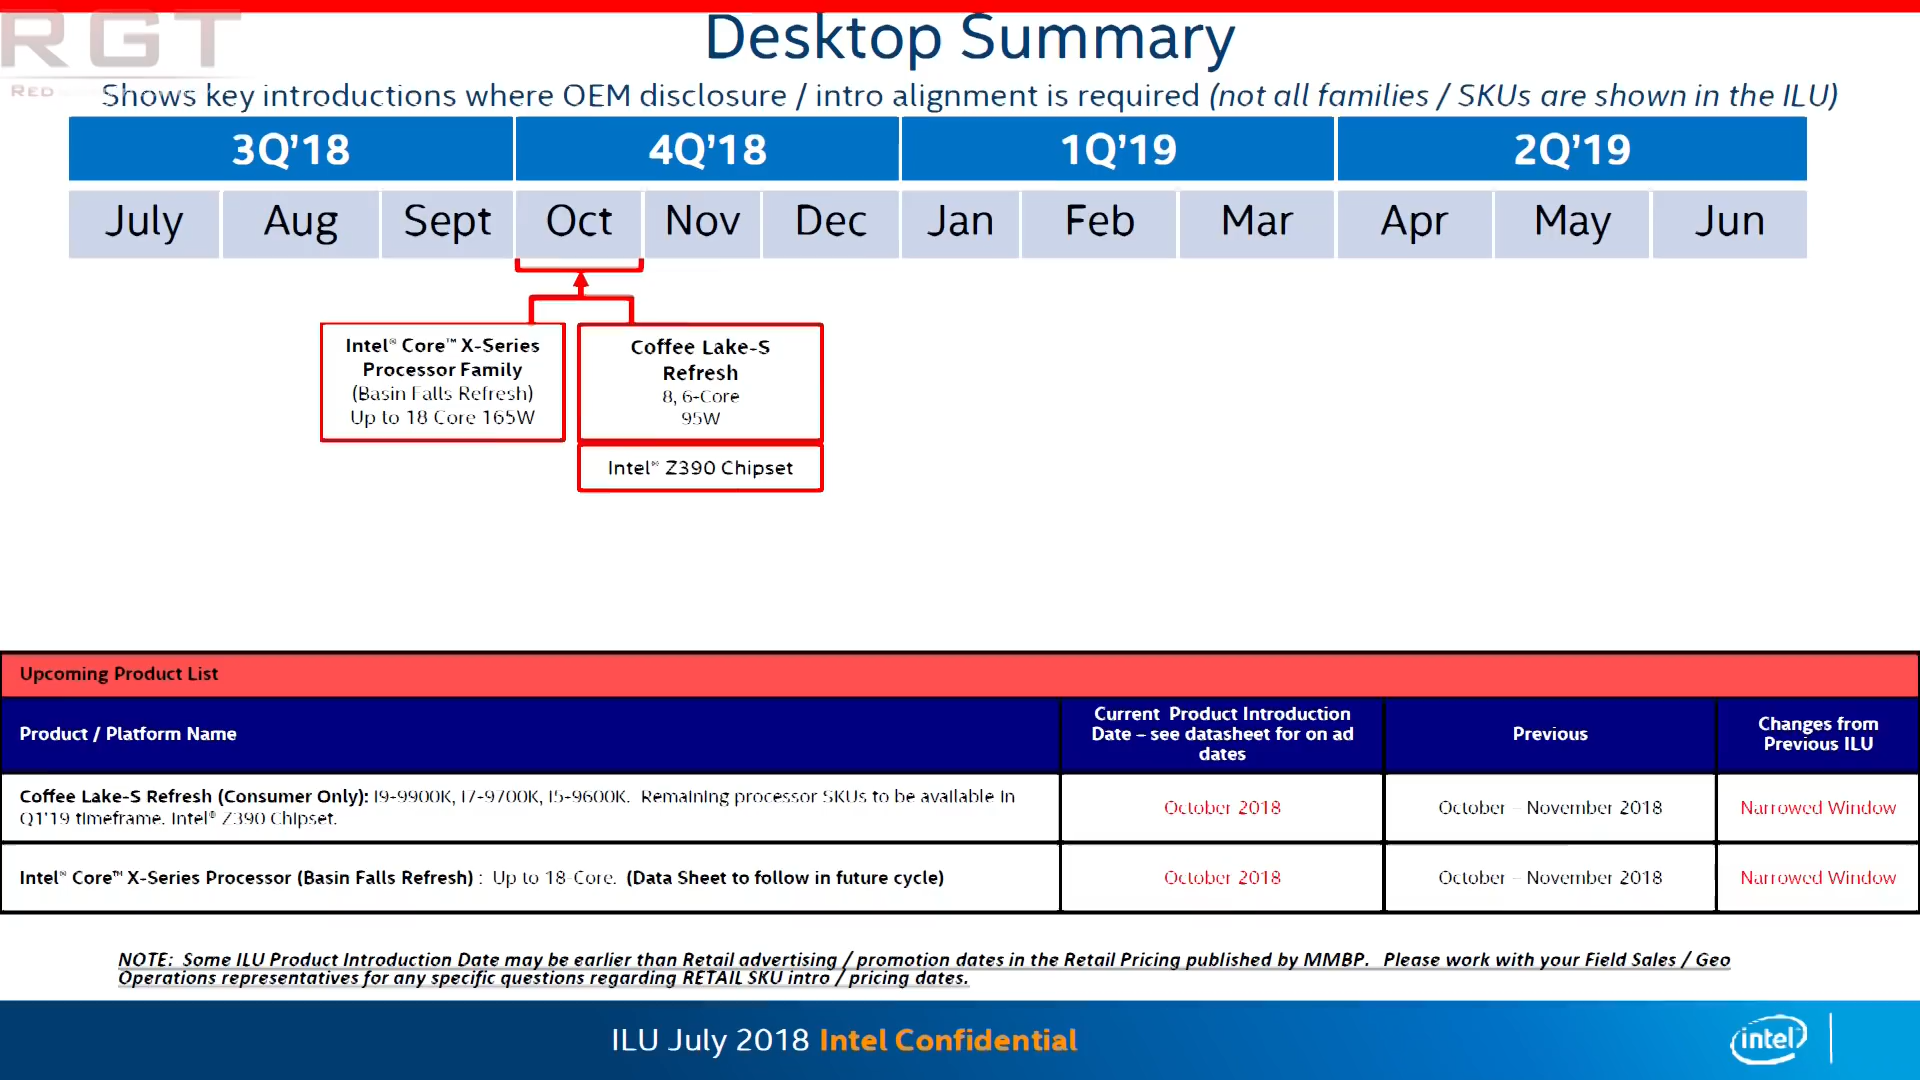 RGT
RED
Desktop Summary
Shows key introductions where OEM disclosure / intro alignment is required (not all families / SKUs are shown in the ILU)
3Q’18 4Q’18 1Q’19 2Q’19
July Aug Sept Oct Nov Dec Jan Feb Mar Apr May Jun
Intel® Core™ X-Series
Processor Family
(Basin Falls Refresh)
Up to 18 Core 165W
Coffee Lake-S
Refresh
8, 6-Core
95W
Intel® Z390 Chipset
Upcoming Product List
Product / Platform Name
Current Product Introduction
Date – see datasheet for on ad
dates
Previous
Changes from
Previous ILU
Coffee Lake-S Refresh (Consumer Only): I9-9900K, I7-9700K, I5-9600K. Remaining processor SKUs to be available in
Q1'19 timeframe. Intel® Z390 Chipset.
October 2018
October – November 2018
Narrowed Window
Intel® Core™ X-Series Processor (Basin Falls Refresh) : Up to 18-Core. (Data Sheet to follow in future cycle)
October 2018
October – November 2018
Narrowed Window
NOTE: Some ILU Product Introduction Date may be earlier than Retail advertising / promotion dates in the Retail Pricing published by MMBP. Please work with your Field Sales / Geo
Operations representatives for any specific questions regarding RETAIL SKU intro / pricing dates.
ILU July 2018 Intel Confidential
intel